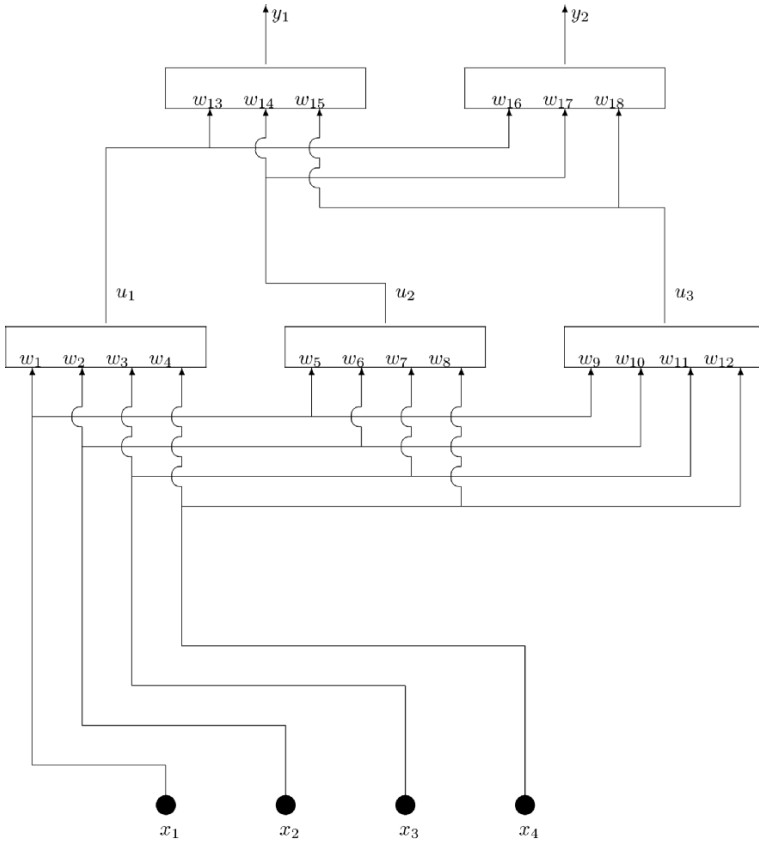 y₁ y₂
w₁₃ w₁₄ w₁₅ w₁₆ w₁₇ w₁₈
u₁ u₂ u₃
w₁ w₂ w₃ w₄ w₅ w₆ w₇ w₈ w₉ w₁₀ w₁₁ w₁₂
x₁ x₂ x₃ x₄